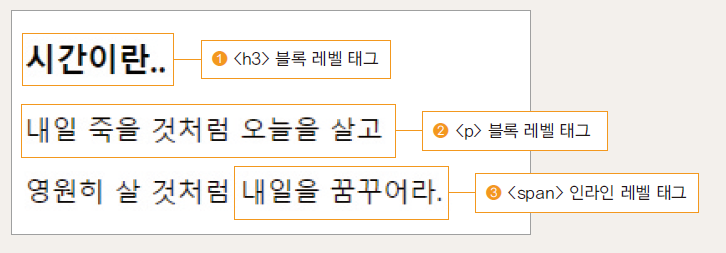 시간이란..
❶ <h3> 블록 레벨 태그
내일 죽을 것처럼 오늘을 살고
❷ <p> 블록 레벨 태그
영원히 살 것처럼 내일을 꿈꾸어라.
❸ <span> 인라인 레벨 태그